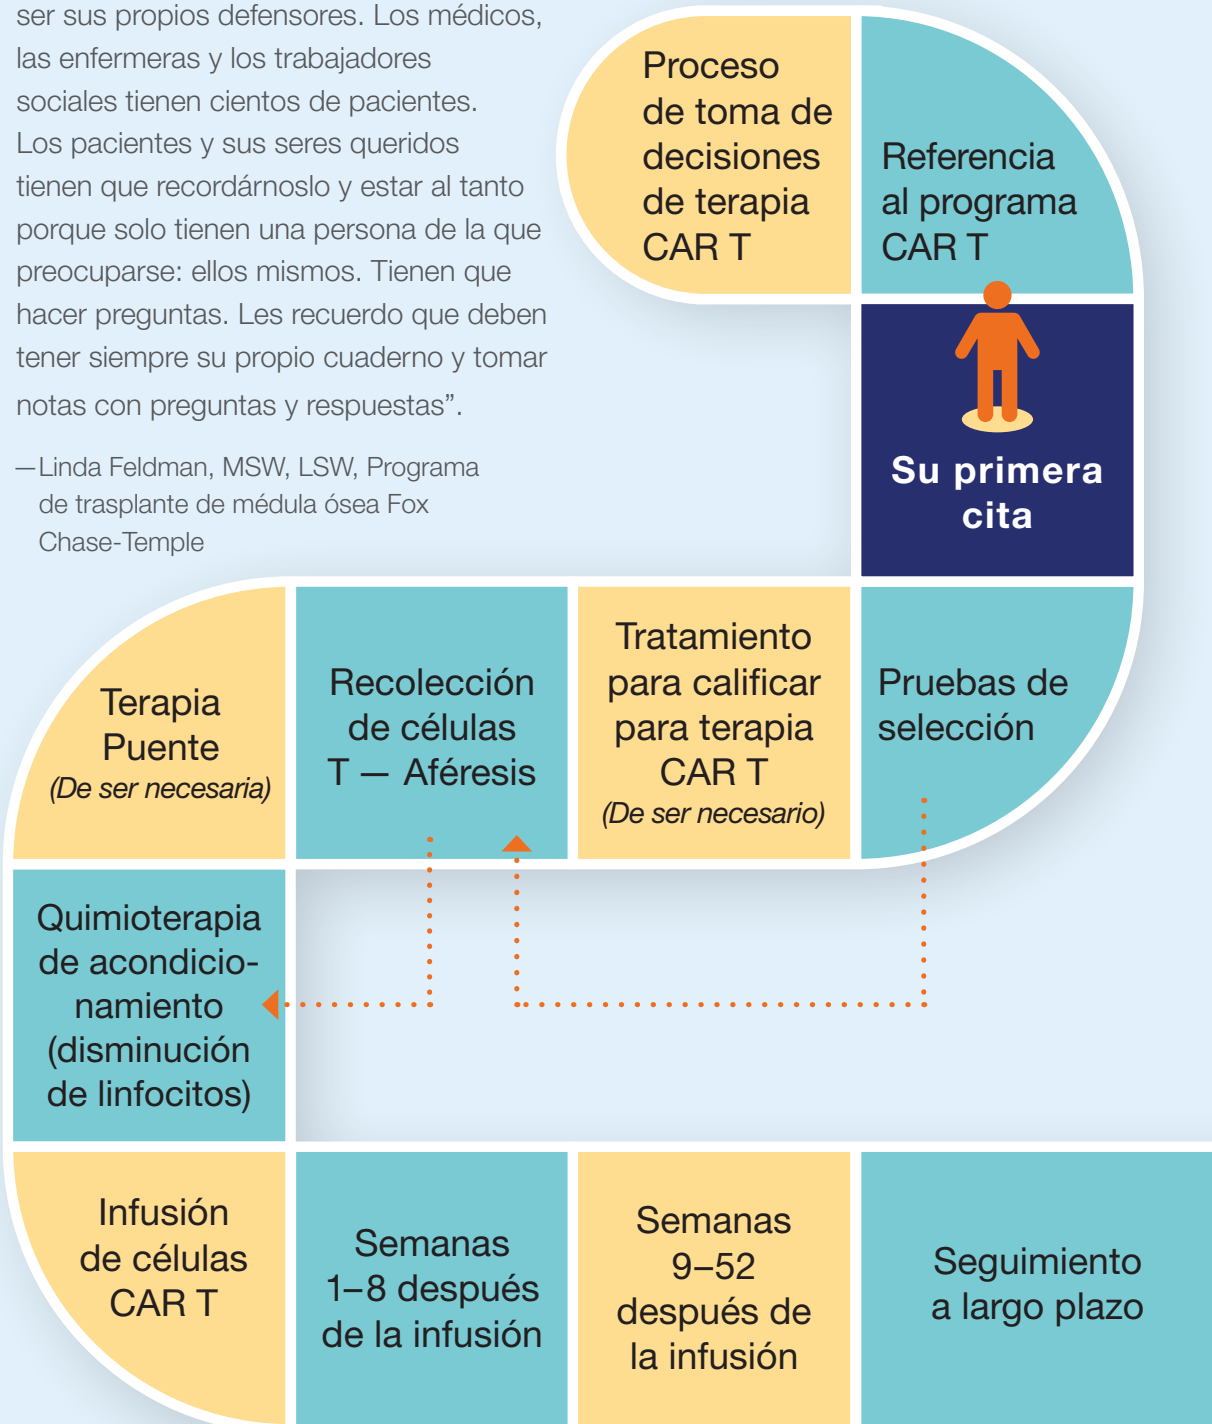 ser sus propios defensores. Los médicos,
las enfermeras y los trabajadores
sociales tienen cientos de pacientes.
Los pacientes y sus seres queridos
tienen que recordárnoslo y estar al tanto
porque solo tienen una persona de la que
preocuparse: ellos mismos. Tienen que
hacer preguntas. Les recuerdo que deben
tener siempre su propio cuaderno y tomar
notas con preguntas y respuestas”.
—Linda Feldman, MSW, LSW, Programa
de trasplante de médula ósea Fox
Chase-Temple
Proceso
de toma de
decisiones
de terapia
CAR T
Referencia
al programa
CAR T
Su primera
cita
Pruebas de
selección
Tratamiento
para calificar
para terapia
CAR T
(De ser necesario)
Recolección
de células
T — Aféresis
Terapia
Puente
(De ser necesaria)
Quimioterapia
de acondicio-
namiento
(disminución
de linfocitos)
Infusión
de células
CAR T
Semanas
1–8 después
de la infusión
Semanas
9–52
después de
la infusión
Seguimiento
a largo plazo